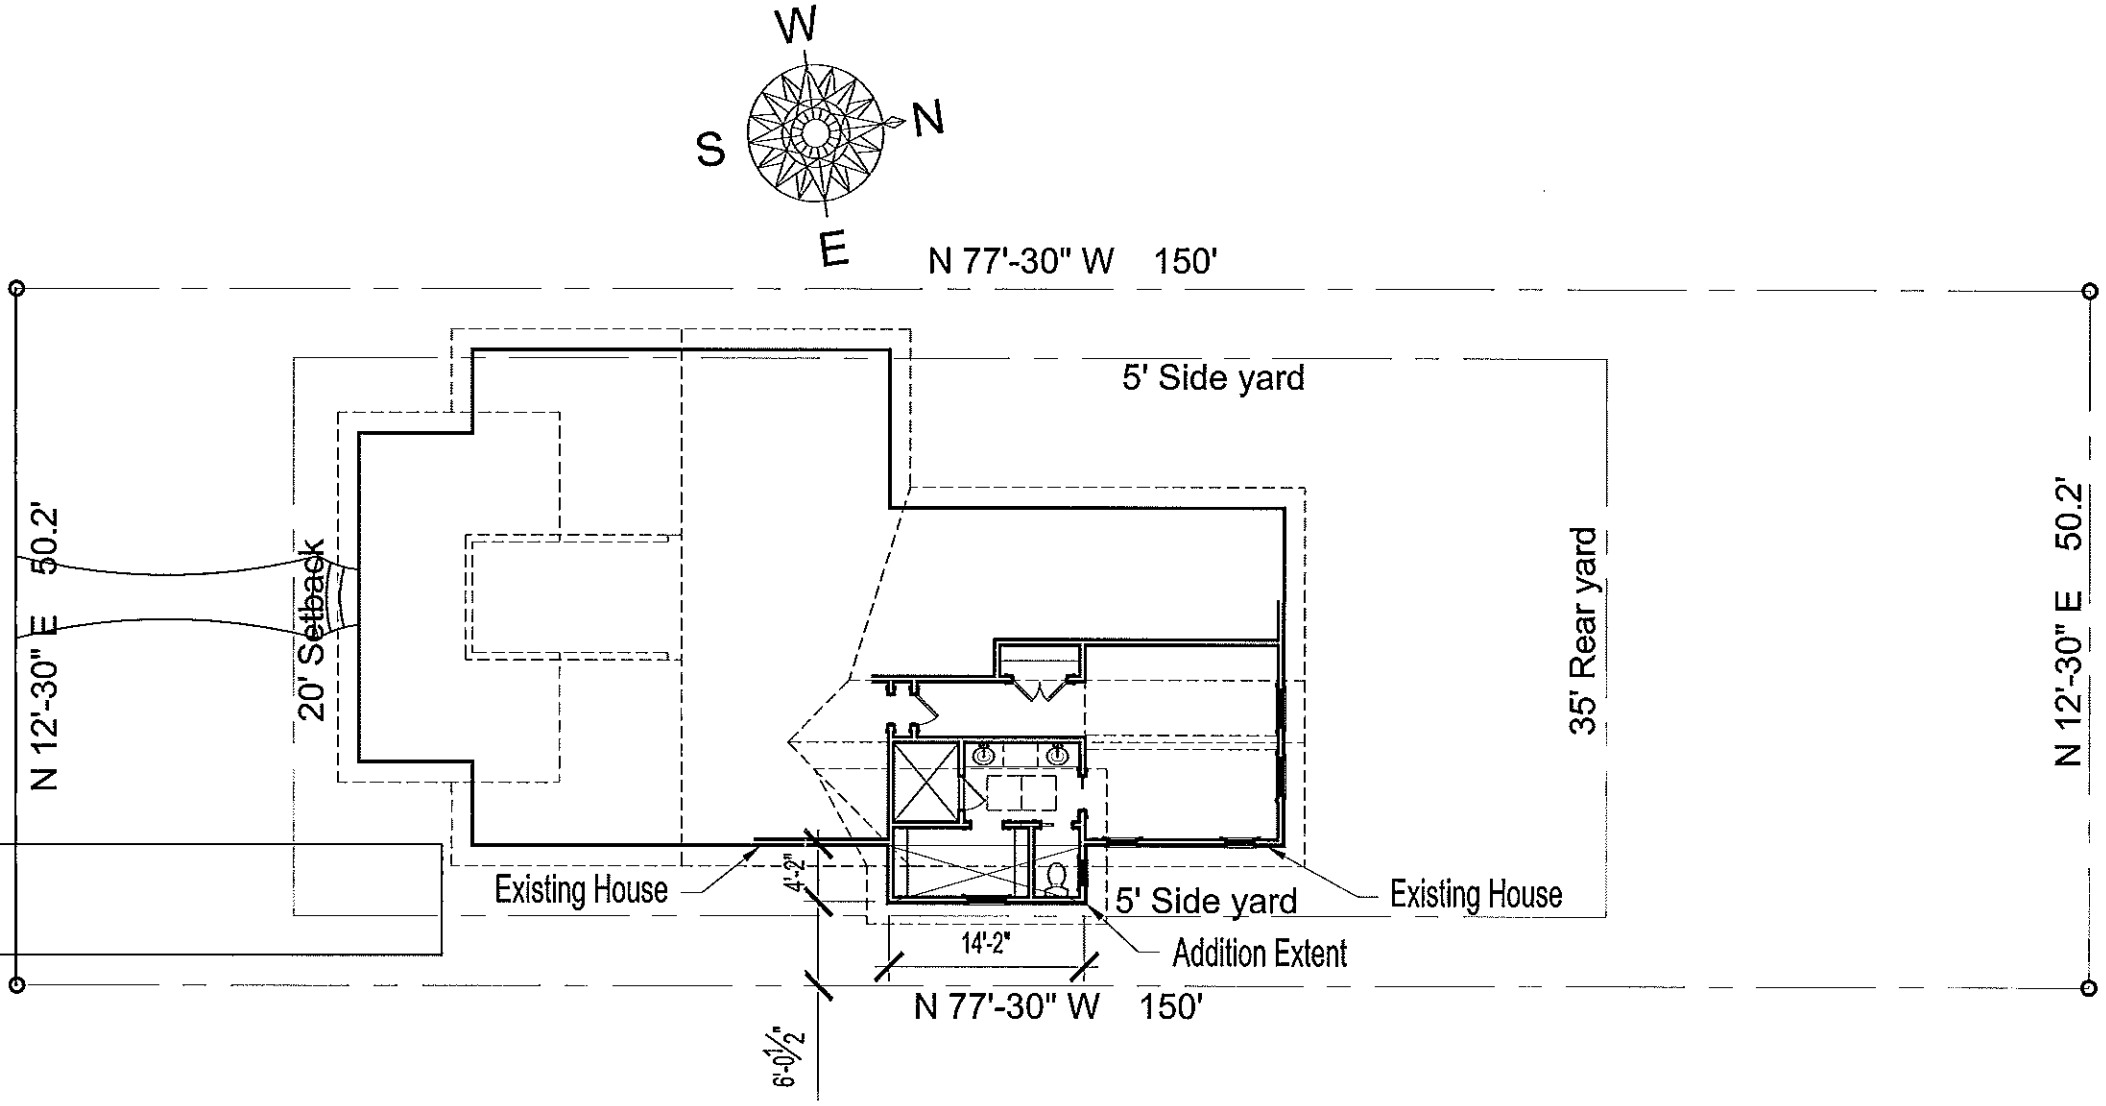 W
N
S
E
N 77'-30" W 150'
5' Side yard
N 12'-30" E 50.2'
20' Setback
35' Rear yard
N 12'-30" E 50.2'
Existing House
4'-2"
5' Side yard
Existing House
14'-2"
Addition Extent
N 77'-30" W 150'
6'-0½"